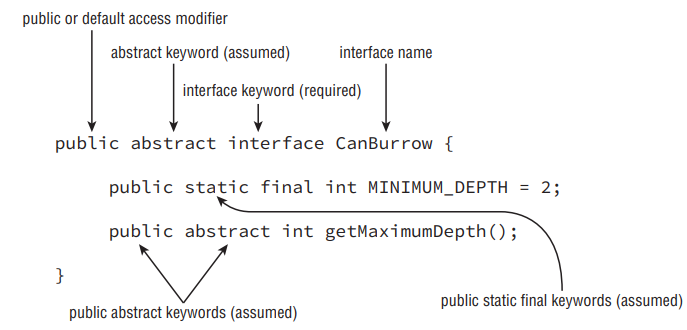 public or default access modifier
abstract keyword (assumed)
interface name
interface keyword (required)
public abstract interface CanBurrow {
public static final int MINIMUM_DEPTH = 2;
public abstract int getMaximumDepth();
}
public abstract keywords (assumed)
public static final keywords (assumed)